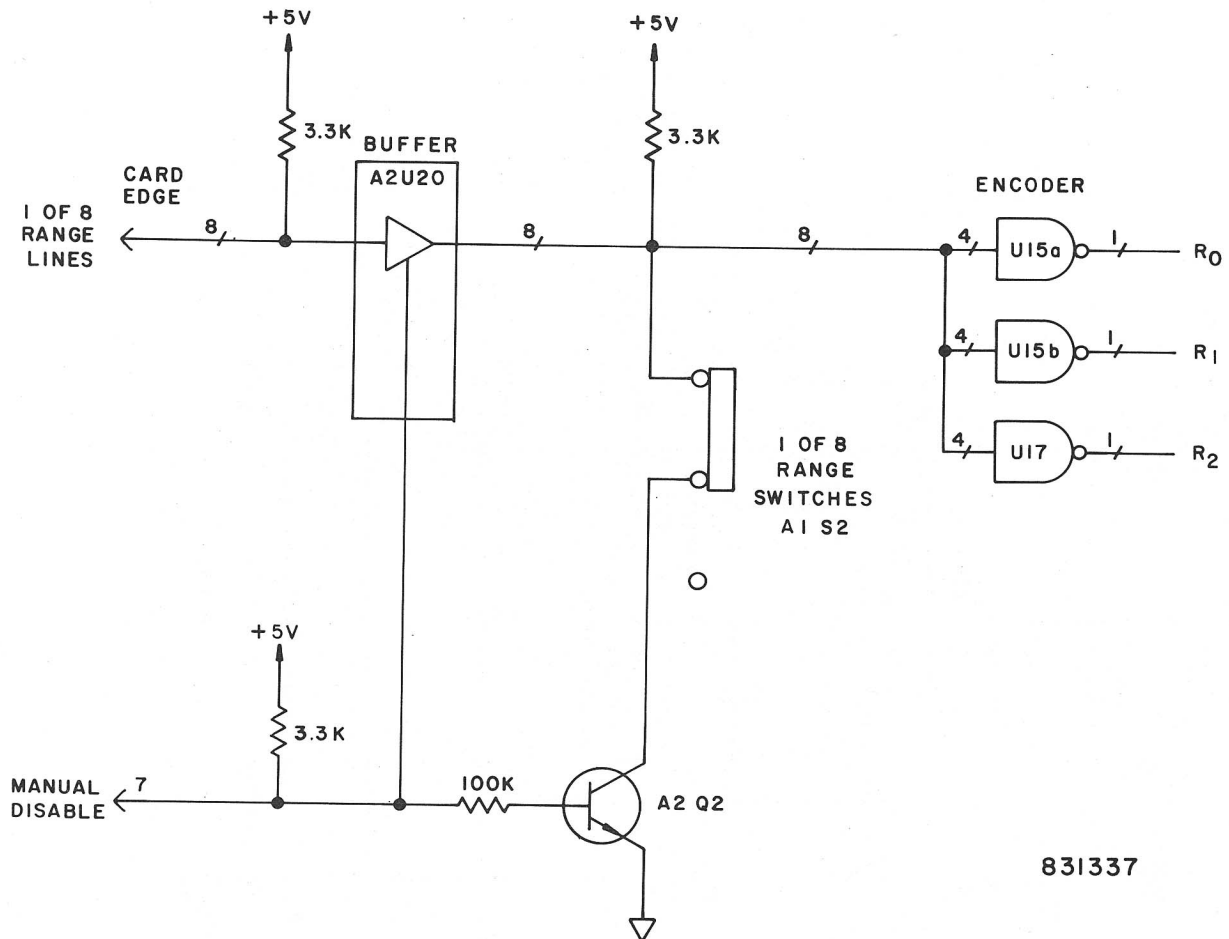 +5V
+5V
3.3K
3.3K
BUFFER
A2U20
CARD
EDGE
ENCODER
1 OF 8
RANGE
LINES
8
8
8
4
U15a
1
R0
4
U15b
1
R1
4
U17
1
R2
1 OF 8
RANGE
SWITCHES
A1 S2
+5V
3.3K
MANUAL
DISABLE
7
100K
A2 Q2
831337